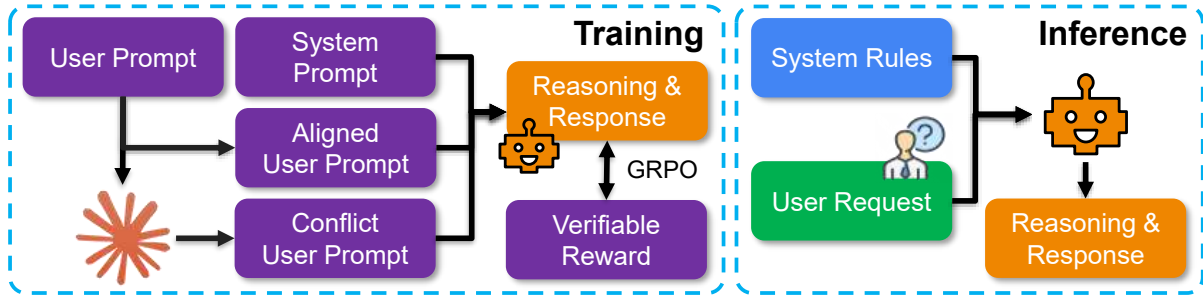 Training
User Prompt
System
Prompt
Aligned
User Prompt
Conflict
User Prompt
Reasoning &
Response
GRPO
Verifiable
Reward
Inference
System Rules
?
User Request
Reasoning &
Response